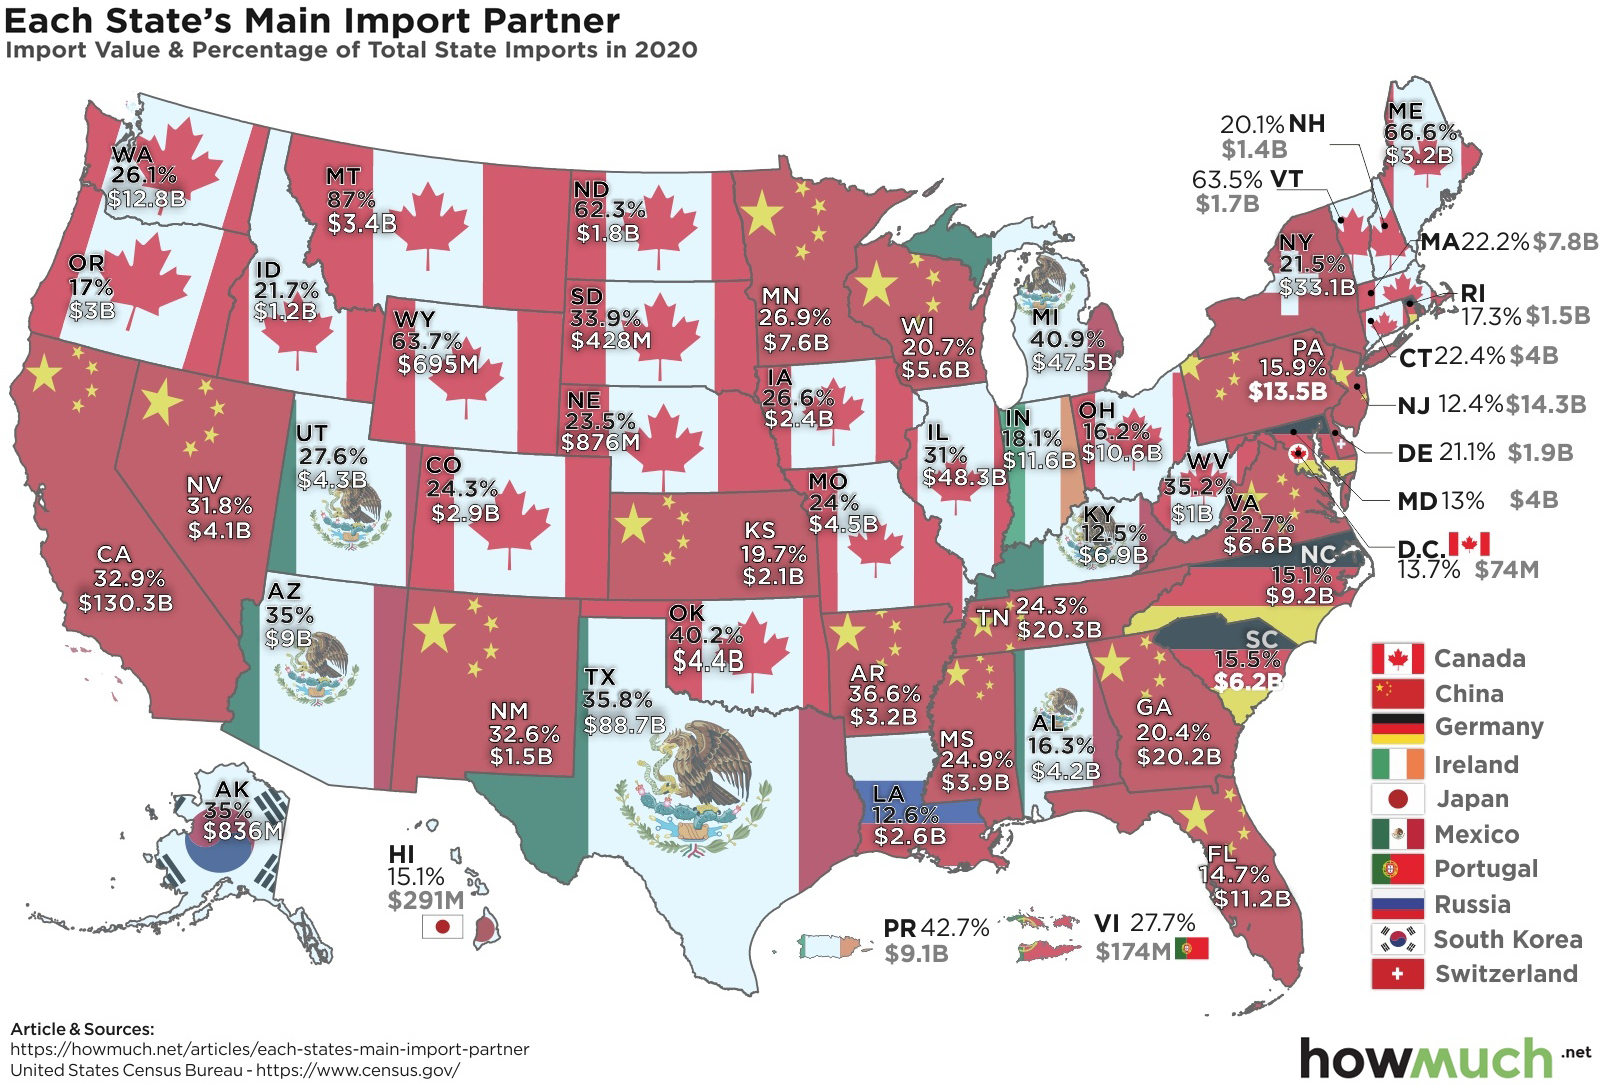 Each State's Main Import Partner
Import Value & Percentage of Total State Imports in 2020
WA
26.1%
$12.8B
OR
17%
$3B
ID
21.7%
$1.2B
MT
87%
$3.4B
WY
63.7%
$695M
ND
62.3%
$1.8B
SD
33.9%
$428M
NE
23.5%
$876M
MN
26.9%
$7.6B
WI
20.7%
$5.6B
IA
26.6%
$2.4B
MI
40.9%
$47.5B
IL
31%
$48.3B
IN
18.1%
$11.6B
OH
16.2%
$10.6B
PA
15.9%
$13.5B
NY
21.5%
$33.1B
ME
66.6%
$3.2B
20.1% NH
$1.4B
63.5% VT
$1.7B
MA 22.2% $7.8B
RI
17.3% $1.5B
CT 22.4% $4B
NJ 12.4% $14.3B
DE 21.1% $1.9B
MD 13% $4B
D.C.
13.7% $74M
CA
32.9%
$130.3B
NV
31.8%
$4.1B
UT
27.6%
$4.3B
CO
24.3%
$2.9B
KS
19.7%
$2.1B
MO
24%
$4.5B
KY
12.5%
$6.9B
WV
35.2%
$1B
VA
22.7%
$6.6B
NC
15.1%
$9.2B
TN 24.3%
$20.3B
SC
15.5%
$6.2B
AZ
35%
$9B
NM
32.6%
$1.5B
OK
40.2%
$4.4B
TX
35.8%
$88.7B
AR
36.6%
$3.2B
MS
24.9%
$3.9B
AL
16.3%
$4.2B
GA
20.4%
$20.2B
LA
12.6%
$2.6B
FL
14.7%
$11.2B
AK
35%
$836M
HI
15.1%
$291M
PR 42.7%
$9.1B
VI 27.7%
$174M
Canada
China
Germany
Ireland
Japan
Mexico
Portugal
Russia
South Korea
Switzerland
Article & Sources:
https://howmuch.net/articles/each-states-main-import-partner
United States Census Bureau - https://www.census.gov/
howmuch.net